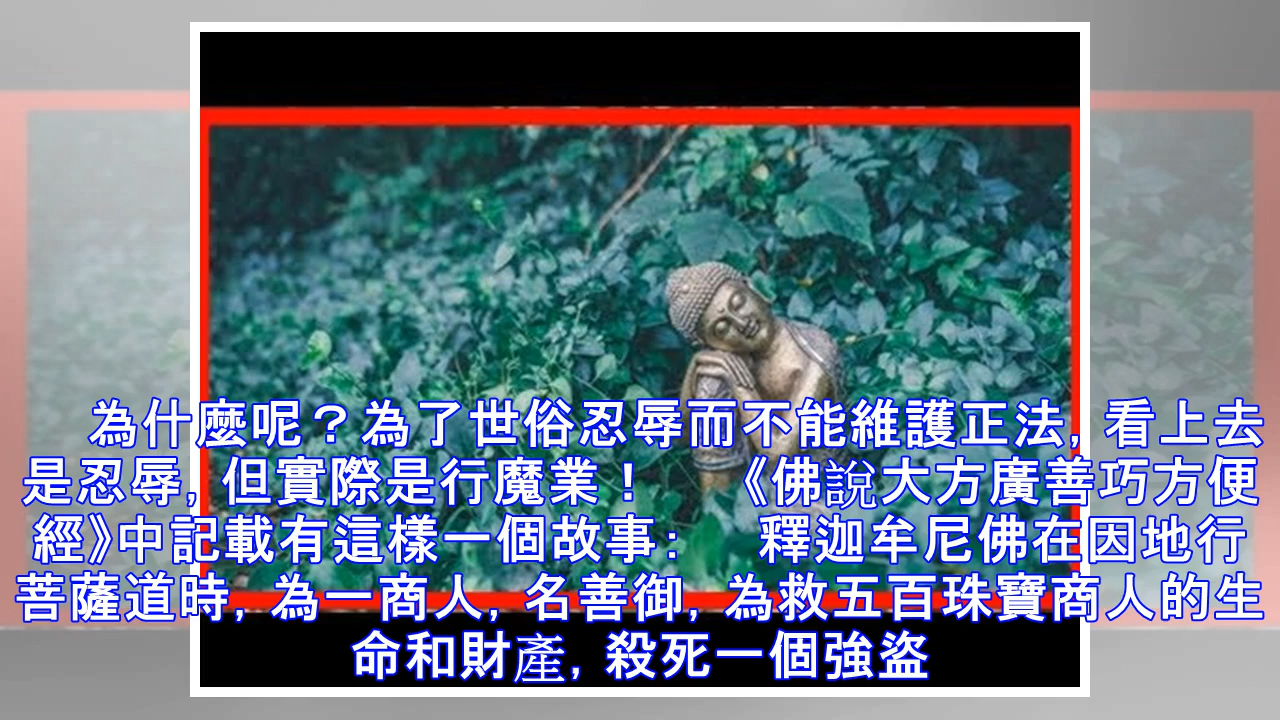 為什麼呢？為了世俗忍辱而不能維護正法, 看上去
是忍辱, 但實際是行魔業！ 《佛說大方廣善巧方便
經》中記載有這樣一個故事： 釋迦牟尼佛在因地行
菩薩道時, 為一商人, 名善御, 為救五百珠寶商人的生
命和財產, 殺死一個強盜